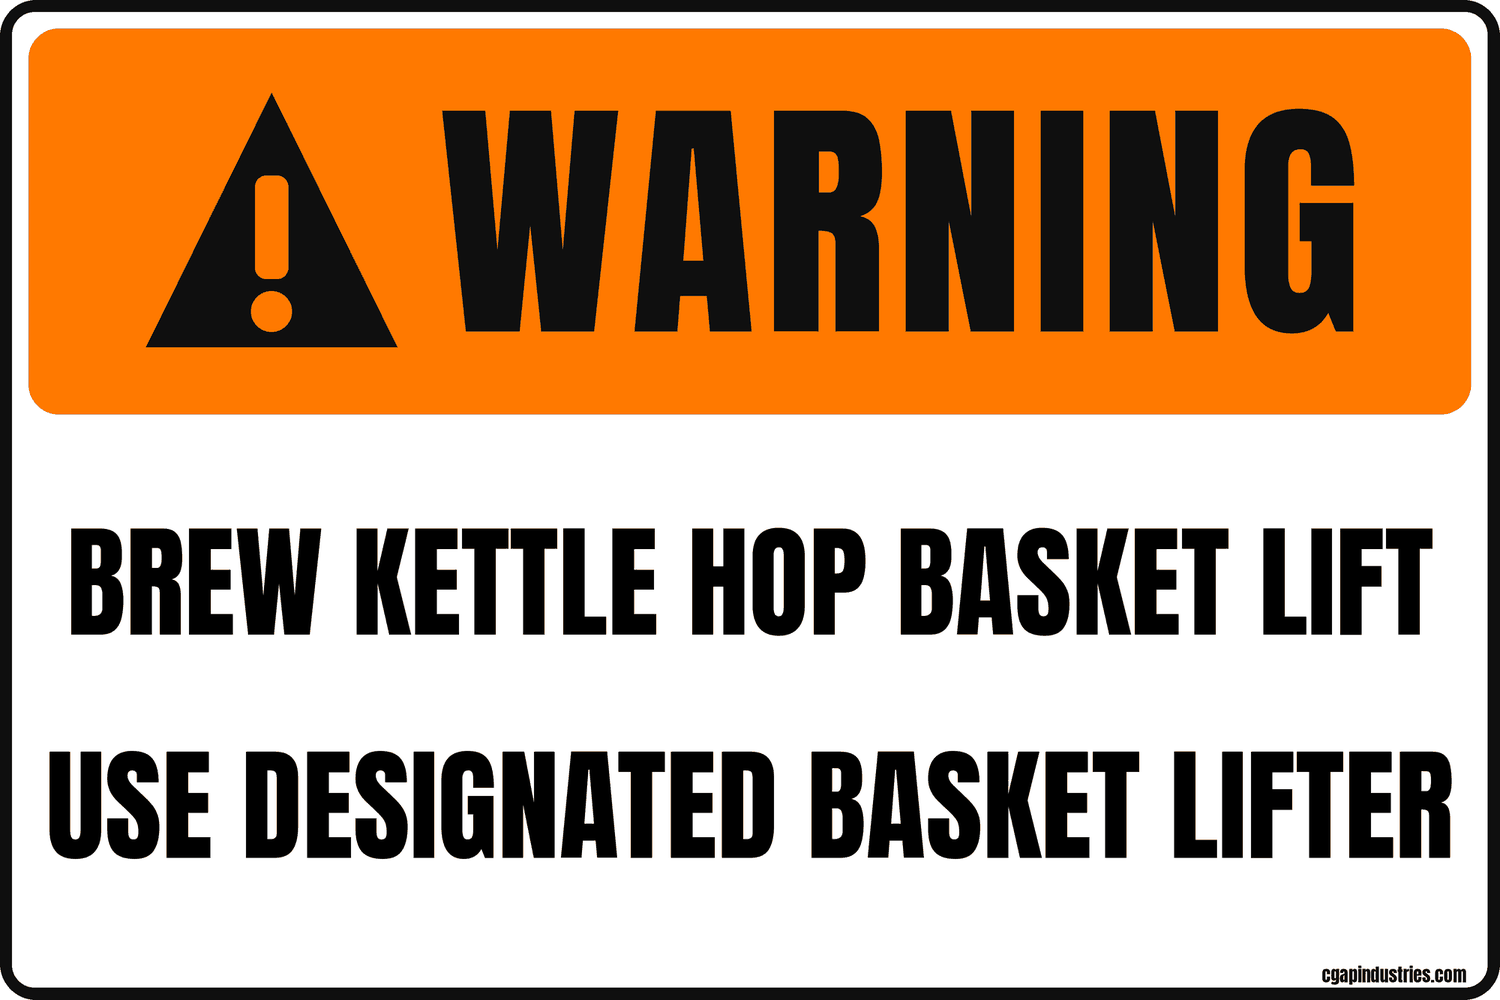 WARNING
BREW KETTLE HOP BASKET LIFT
USE DESIGNATED BASKET LIFTER
cgapindustries.com